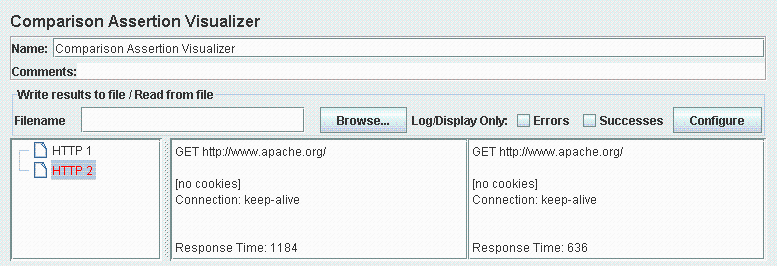 Comparison Assertion Visualizer
Name: Comparison Assertion Visualizer
Comments:
Write results to file / Read from file
Filename Browse... Log/Display Only: Errors Successes Configure
HTTP 1
HTTP 2
GET http://www.apache.org/
[no cookies]
Connection: keep-alive
Response Time: 1184
GET http://www.apache.org/
[no cookies]
Connection: keep-alive
Response Time: 636